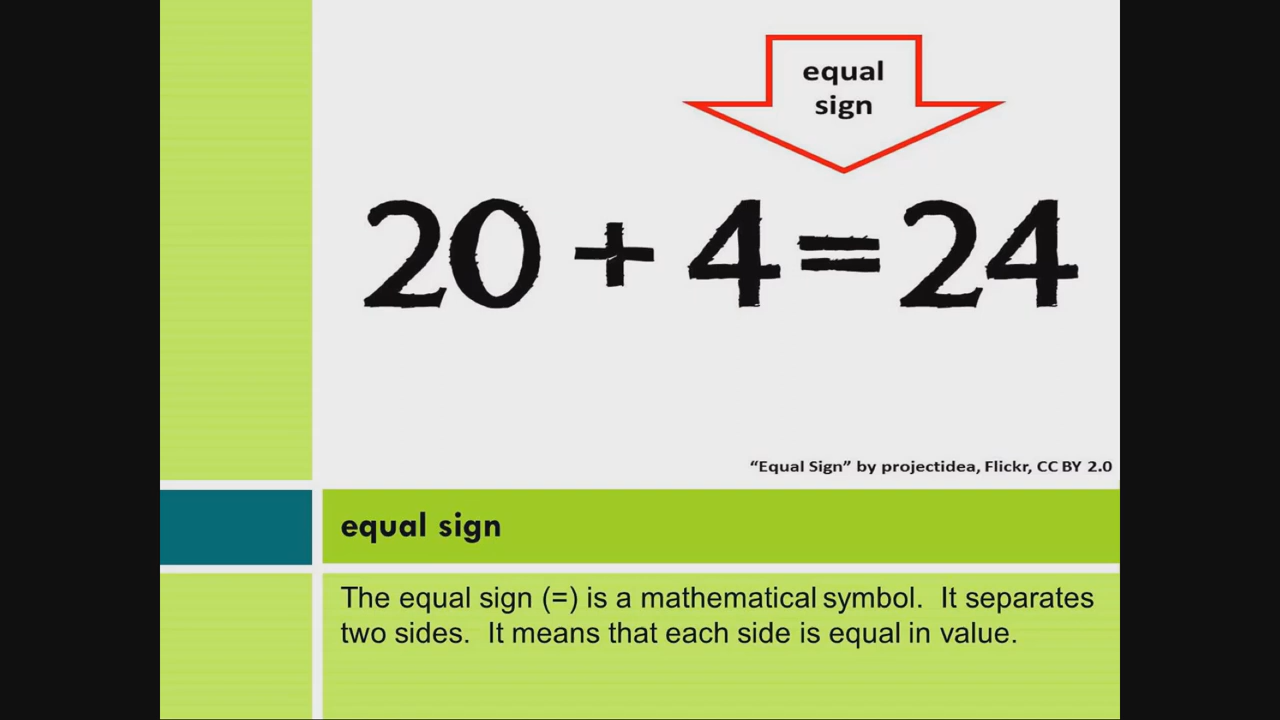 equal
sign
20 + 4 = 24
“Equal Sign” by projectidea, Flickr, CC BY 2.0
equal sign
The equal sign (=) is a mathematical symbol. It separates
two sides. It means that each side is equal in value.